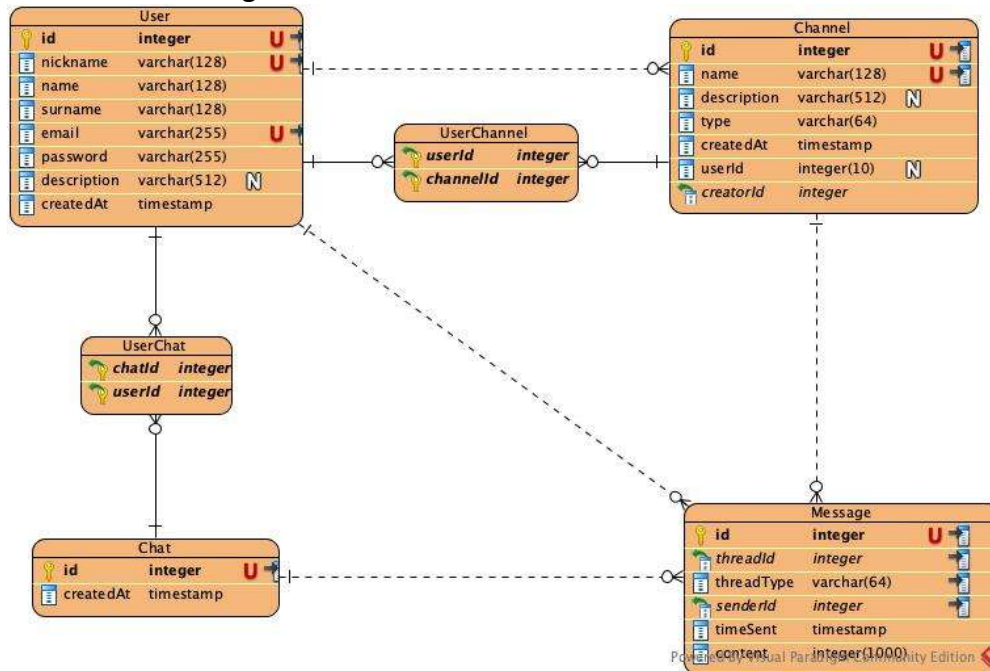 User
id integer U
nickname varchar(128) U
name varchar(128)
surname varchar(128)
email varchar(255) U
password varchar(255)
description varchar(512) N
createdAt timestamp
Channel
id integer U
name varchar(128) U
description varchar(512) N
type varchar(64)
createdAt timestamp
userId integer(10) N
creatorId integer
UserChannel
userId integer
channelId integer
UserChat
chatId integer
userId integer
Chat
id integer U
createdAt timestamp
Message
id integer U
threadId integer
threadType varchar(64)
senderId integer
timeSent timestamp
content integer(1000)
Powered By Visual Paradigm Community Edition